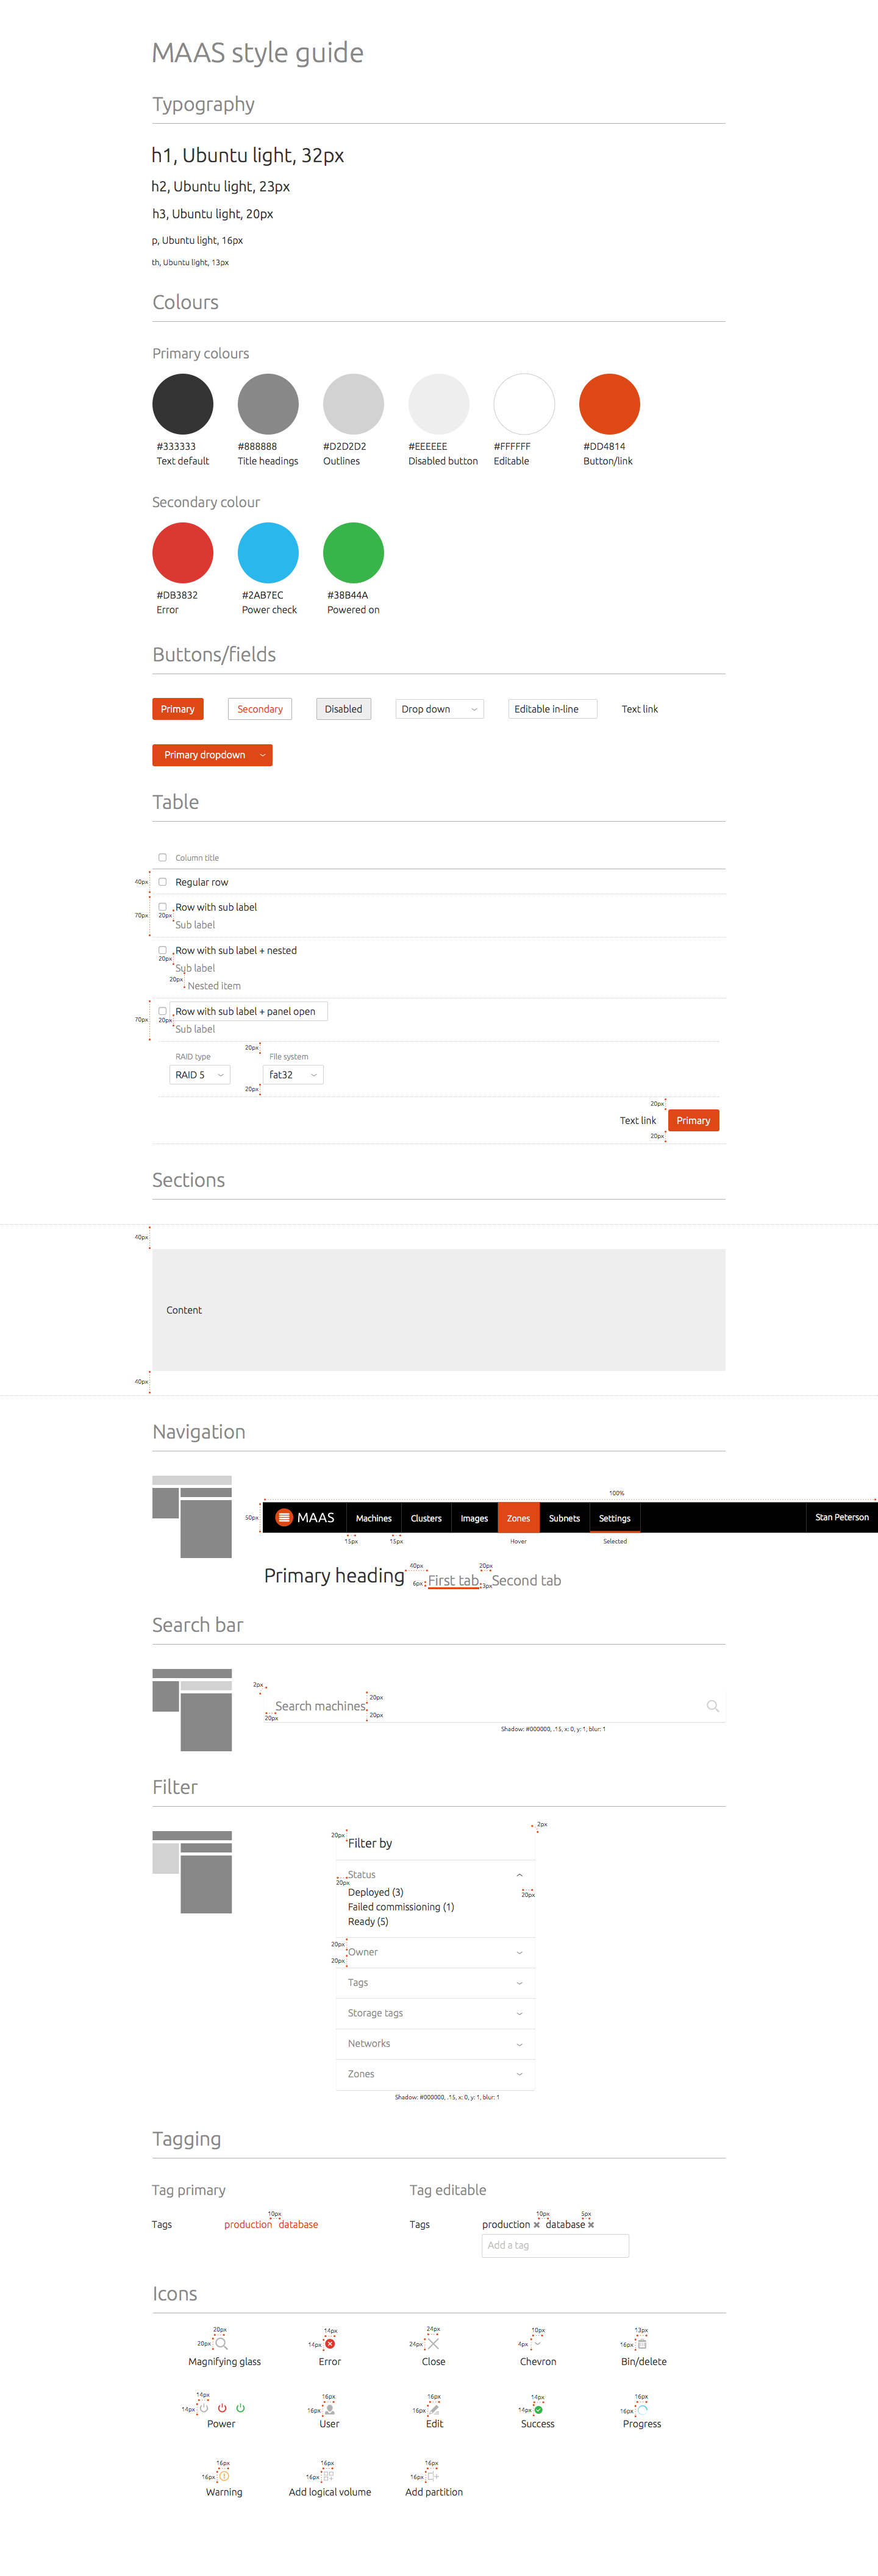 MAAS style guide
Typography
h1, Ubuntu light, 32px
h2, Ubuntu light, 23px
h3, Ubuntu light, 20px
p, Ubuntu light, 16px
th, Ubuntu light, 13px
Colours
Primary colours
#333333 #888888 #D2D2D2 #EEEEEE #FFFFFF #DD4814
Text default Title headings Outlines Disabled button Editable Button/link
Secondary colour
#DB3832 #2AB7EC #38B44A
Error Power check Powered on
Buttons/fields
Primary Secondary Disabled Drop down Editable in-line Text link
Primary dropdown
Table
Column title
40px Regular row
Row with sub label
70px 20px
Sub label
Row with sub label + nested
20px
Sub label
20px
Nested item
Row with sub label + panel open
70px 20px
Sub label
20px
RAID type File system
RAID 5 fat32
20px
20px
Text link Primary
20px
Sections
40px
Content
40px
Navigation
100%
50px MAAS Machines Clusters Images Zones Subnets Settings Stan Peterson
15px 15px Hover Selected
40px 20px
Primary heading 6px First tab 3px Second tab
Search bar
2px
20px
Search machines
20px 20px
Shadow: #000000, .15, x: 0, y: 1, blur: 1
Filter
2px
20px
Filter by
Status
20px
Deployed (3)
20px
Failed commissioning (1)
Ready (5)
20px
Owner
20px
Tags
Storage tags
Networks
Zones
Shadow: #000000, .15, x: 0, y: 1, blur: 1
Tagging
Tag primary Tag editable
10px 10px 5px
Tags production database Tags production database
Add a tag
Icons
20px 14px 24px 10px 13px
20px 14px 24px 4px 16px
Magnifying glass Error Close Chevron Bin/delete
14px 16px 16px 14px 16px
14px 16px 16px 14px 16px
Power User Edit Success Progress
16px 16px 16px
16px 16px 16px
Warning Add logical volume Add partition